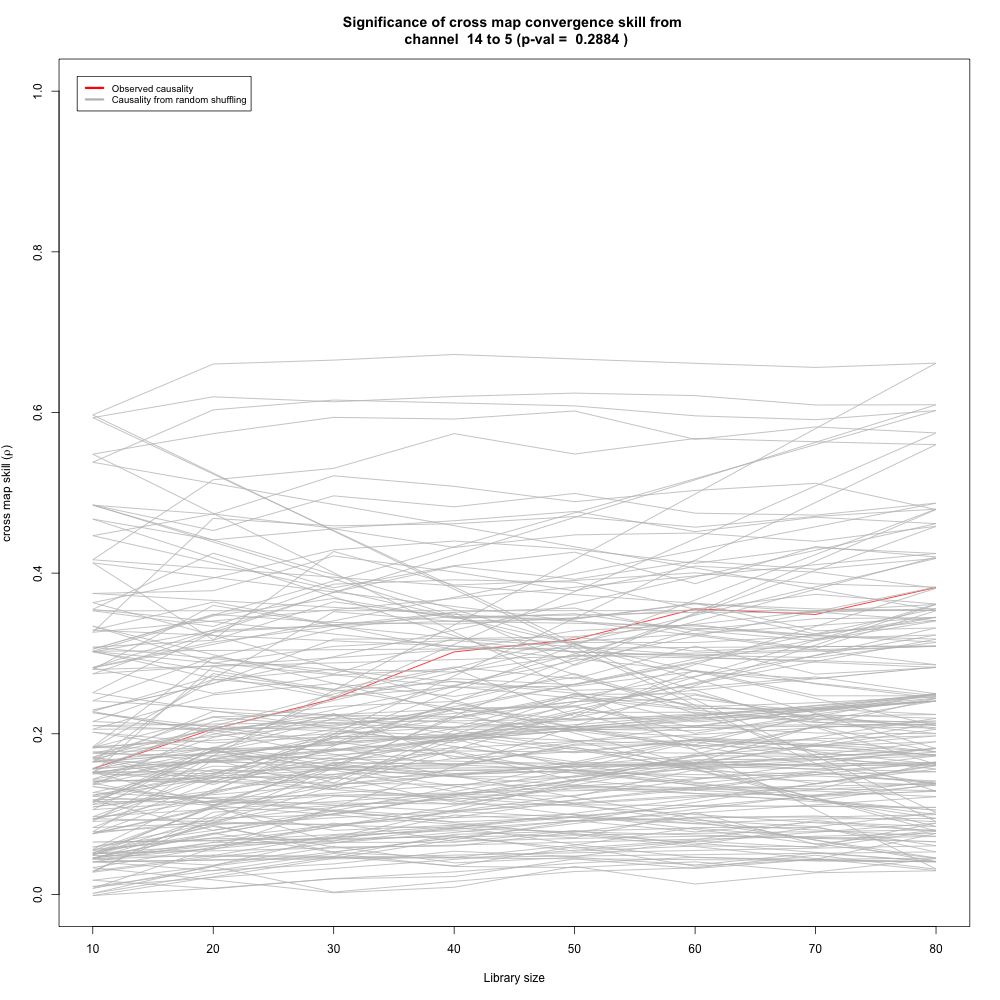 Significance of cross map convergence skill from
channel  14 to 5 (p-val =  0.2884 )
Observed causality
Causality from random shuffling
1.0
0.8
0.6
0.4
0.2
0.0
cross map skill (ρ)
10 20 30 40 50 60 70 80
Library size